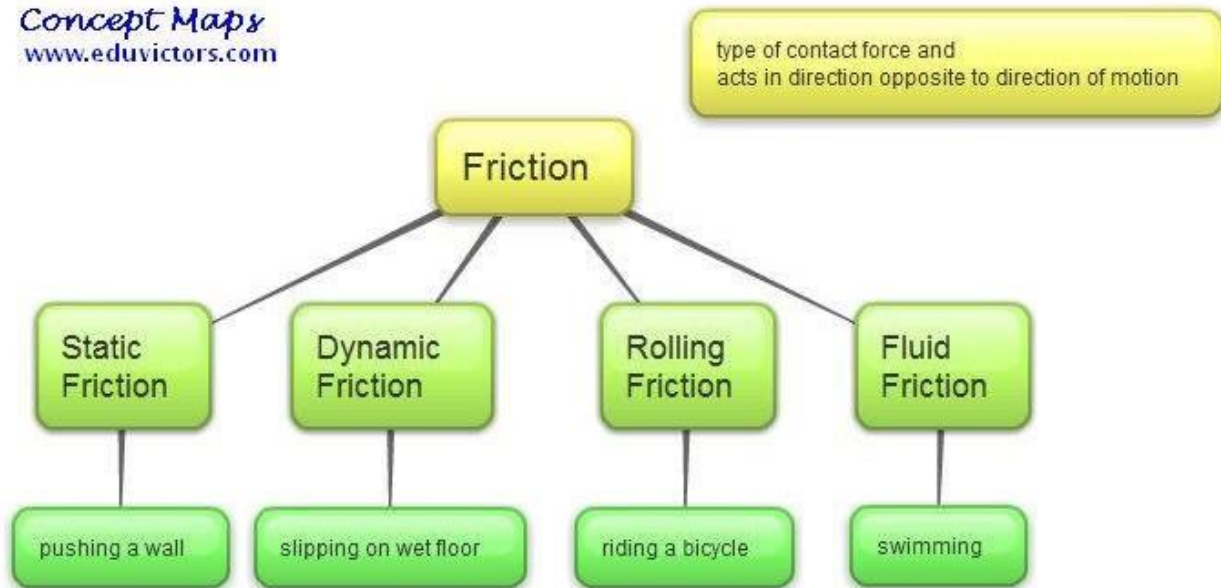 Concept Maps
www.eduvictors.com
type of contact force and
acts in direction opposite to direction of motion
Friction
Static
Friction
Dynamic
Friction
Rolling
Friction
Fluid
Friction
pushing a wall
slipping on wet floor
riding a bicycle
swimming